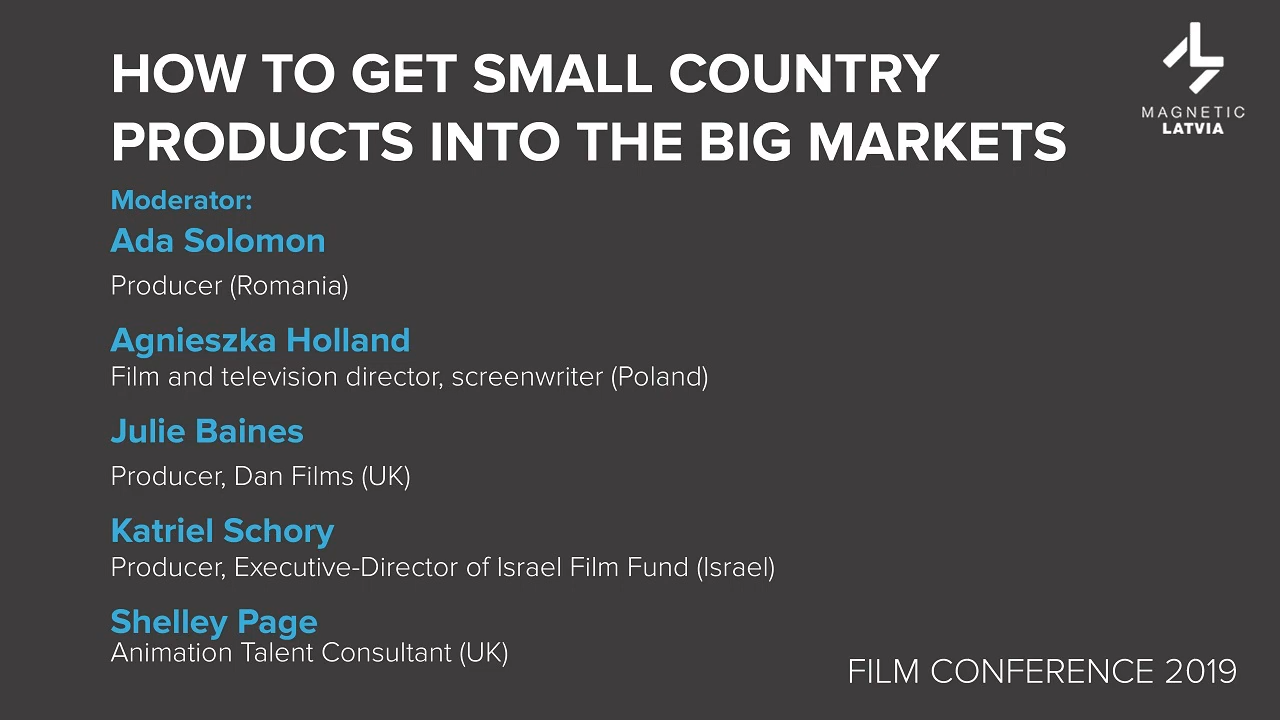 HOW TO GET SMALL COUNTRY
PRODUCTS INTO THE BIG MARKETS
MAGNETIC
LATVIA
Moderator:
Ada Solomon
Producer (Romania)
Agnieszka Holland
Film and television director, screenwriter (Poland)
Julie Baines
Producer, Dan Films (UK)
Katriel Schory
Producer, Executive-Director of Israel Film Fund (Israel)
Shelley Page
Animation Talent Consultant (UK)
FILM CONFERENCE 2019